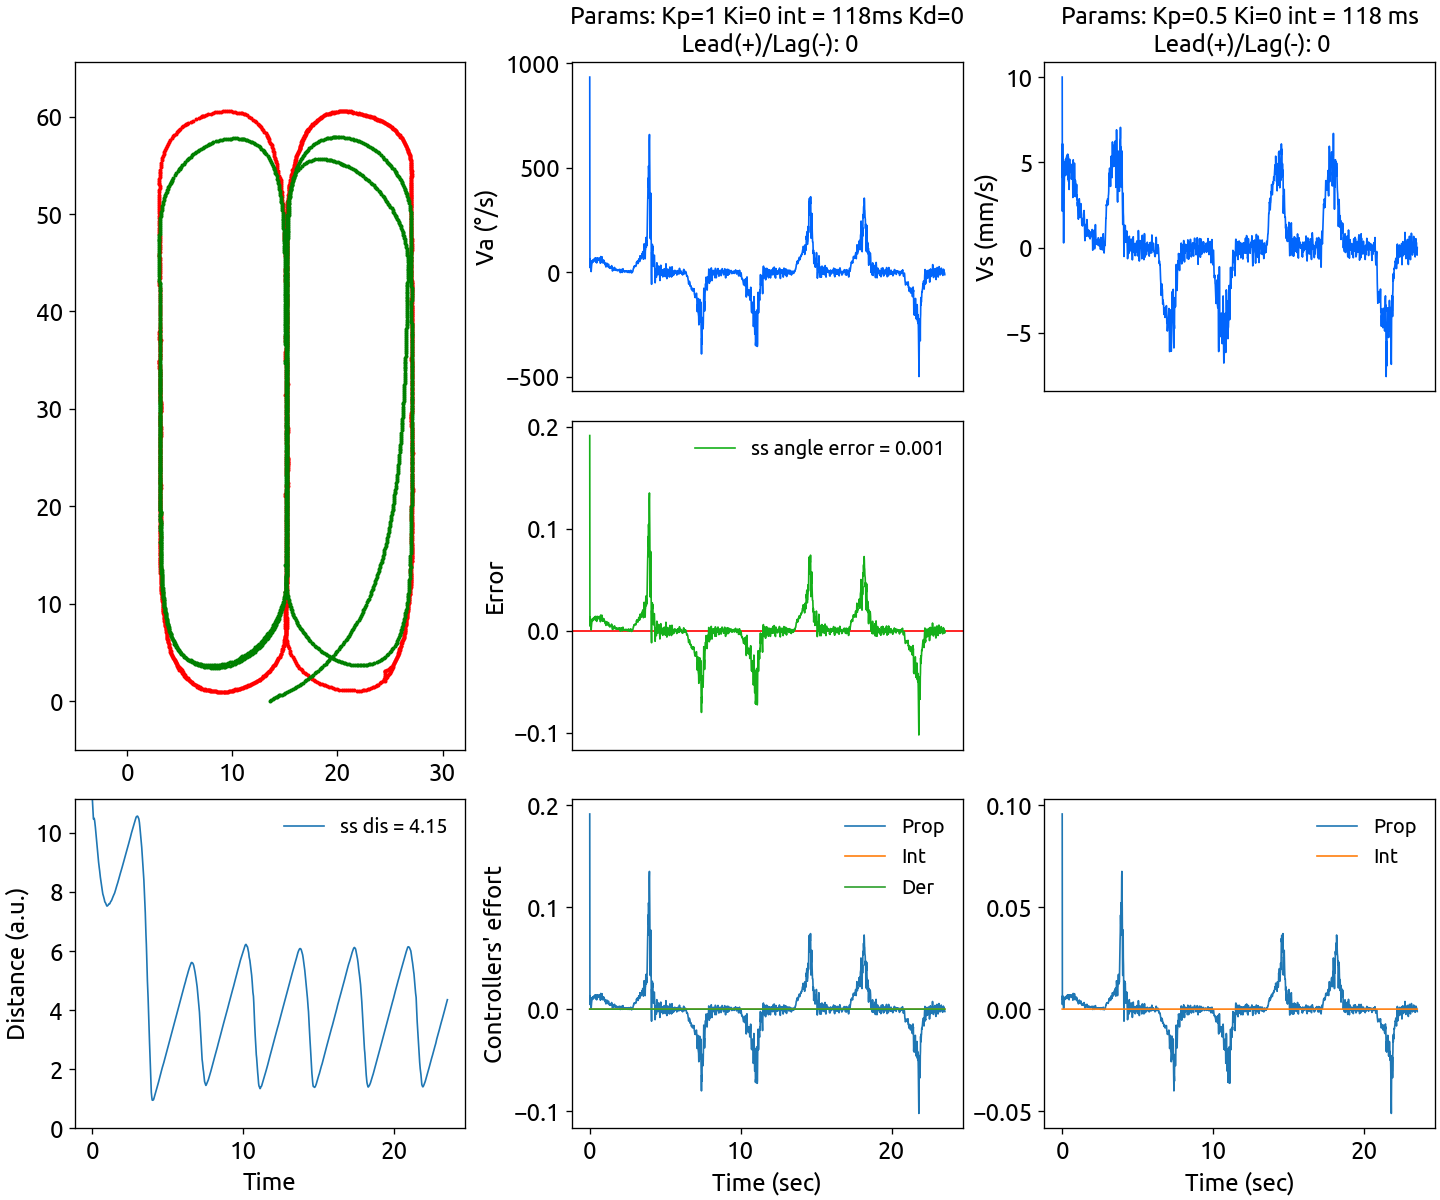 Params: Kp=1 Ki=0 int = 118ms Kd=0
Lead(+)/Lag(-): 0
Params: Kp=0.5 Ki=0 int = 118 ms
Lead(+)/Lag(-): 0
60
50
40
30
20
10
0
0
10
20
30
1000
500
0
−500
Va (°/s)
10
5
0
−5
Vs (mm/s)
0.2
0.1
0.0
−0.1
Error
ss angle error = 0.001
10
8
6
4
2
0
Distance (a.u.)
ss dis = 4.15
0
10
20
Time
0.2
0.1
0.0
−0.1
Controllers' effort
Prop
Int
Der
0
10
20
Time (sec)
0.10
0.05
0.00
−0.05
Prop
Int
0
10
20
Time (sec)